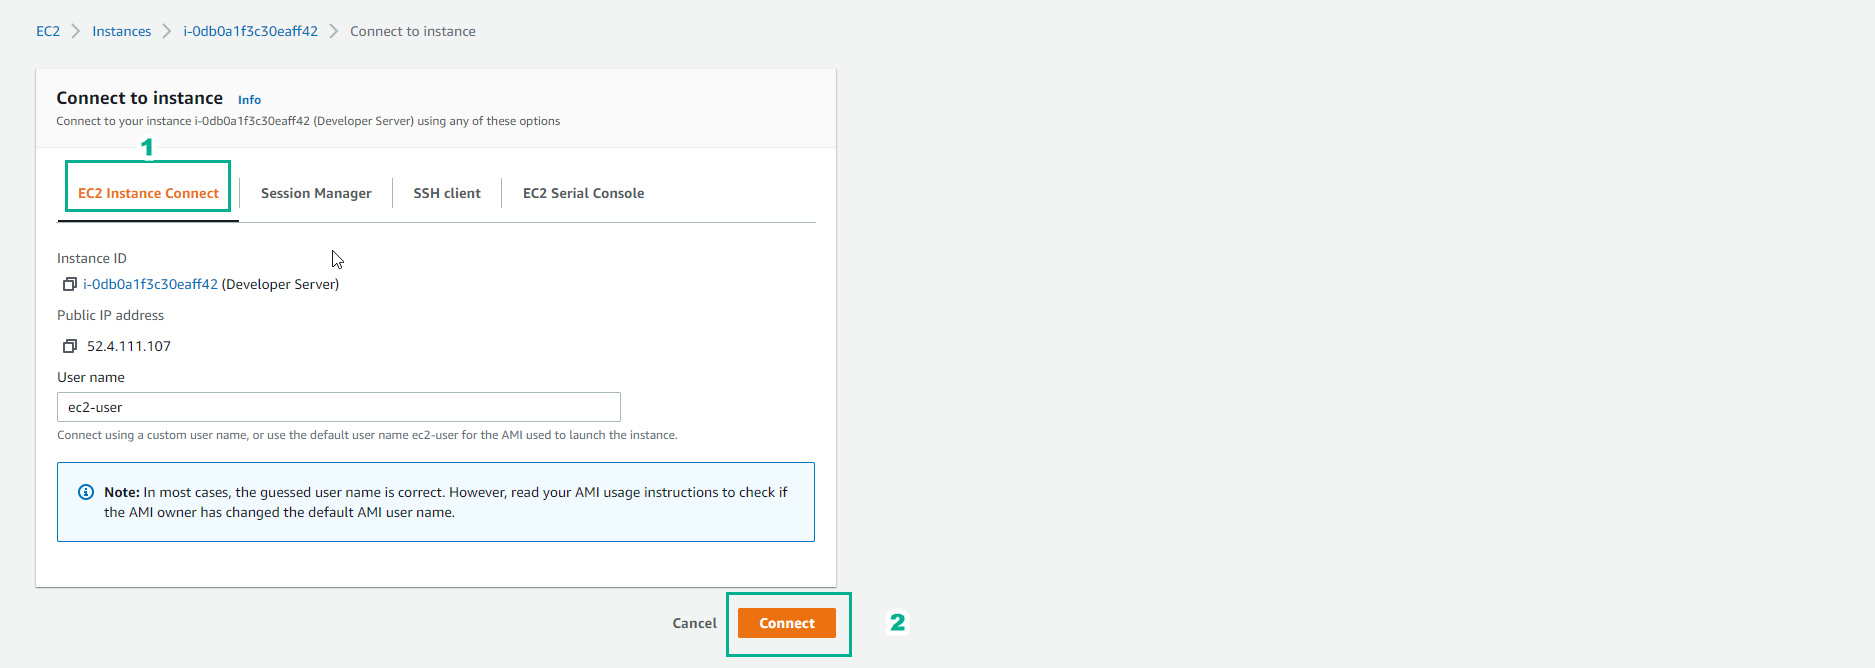 EC2 Instances i-0db0a1f3c30eaff42 Connect to instance
Connect to instance Info
Connect to your instance i-0db0a1f3c30eaff42 (Developer Server) using any of these options
1
EC2 Instance Connect Session Manager SSH client EC2 Serial Console
Instance ID
i-0db0a1f3c30eaff42 (Developer Server)
Public IP address
52.4.111.107
User name
ec2-user
Connect using a custom user name, or use the default user name ec2-user for the AMI used to launch the instance.
Note: In most cases, the guessed user name is correct. However, read your AMI usage instructions to check if
the AMI owner has changed the default AMI user name.
Cancel Connect 2